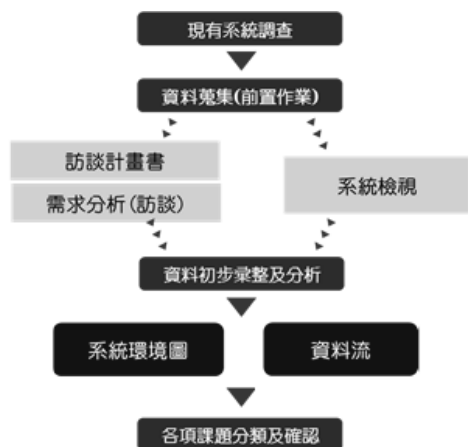 現有系統調查
資料蒐集(前置作業)
訪談計畫書
需求分析(訪談)
系統檢視
資料初步彙整及分析
系統環境圖
資料流
各項課題分類及確認